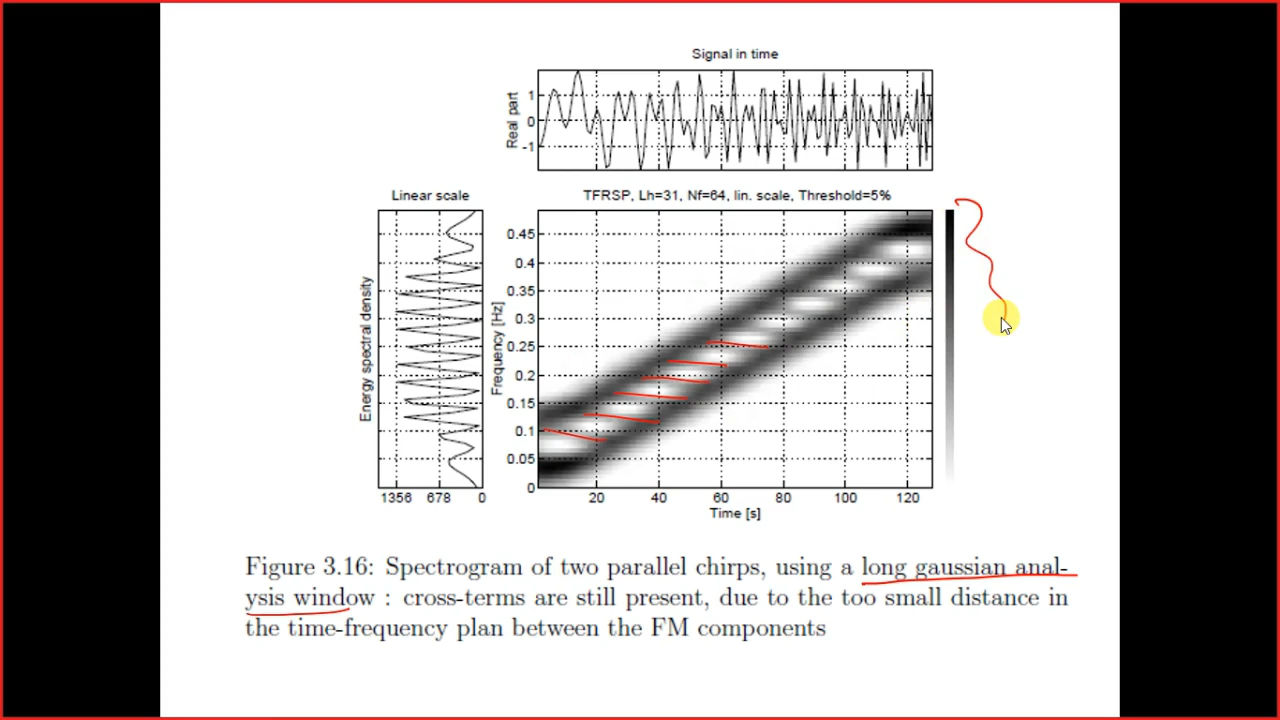 Signal in time
Real part
1
0
-1
Linear scale
TFRSP, Lh=31, Nf=64, lin. scale, Threshold=5%
Energy spectral density
1356 678 0
Frequency [Hz]
0.45
0.4
0.35
0.3
0.25
0.2
0.15
0.1
0.05
0
20 40 60 80 100 120
Time [s]
Figure 3.16: Spectrogram of two parallel chirps, using a long gaussian anal-
ysis window : cross-terms are still present, due to the too small distance in
the time-frequency plan between the FM components